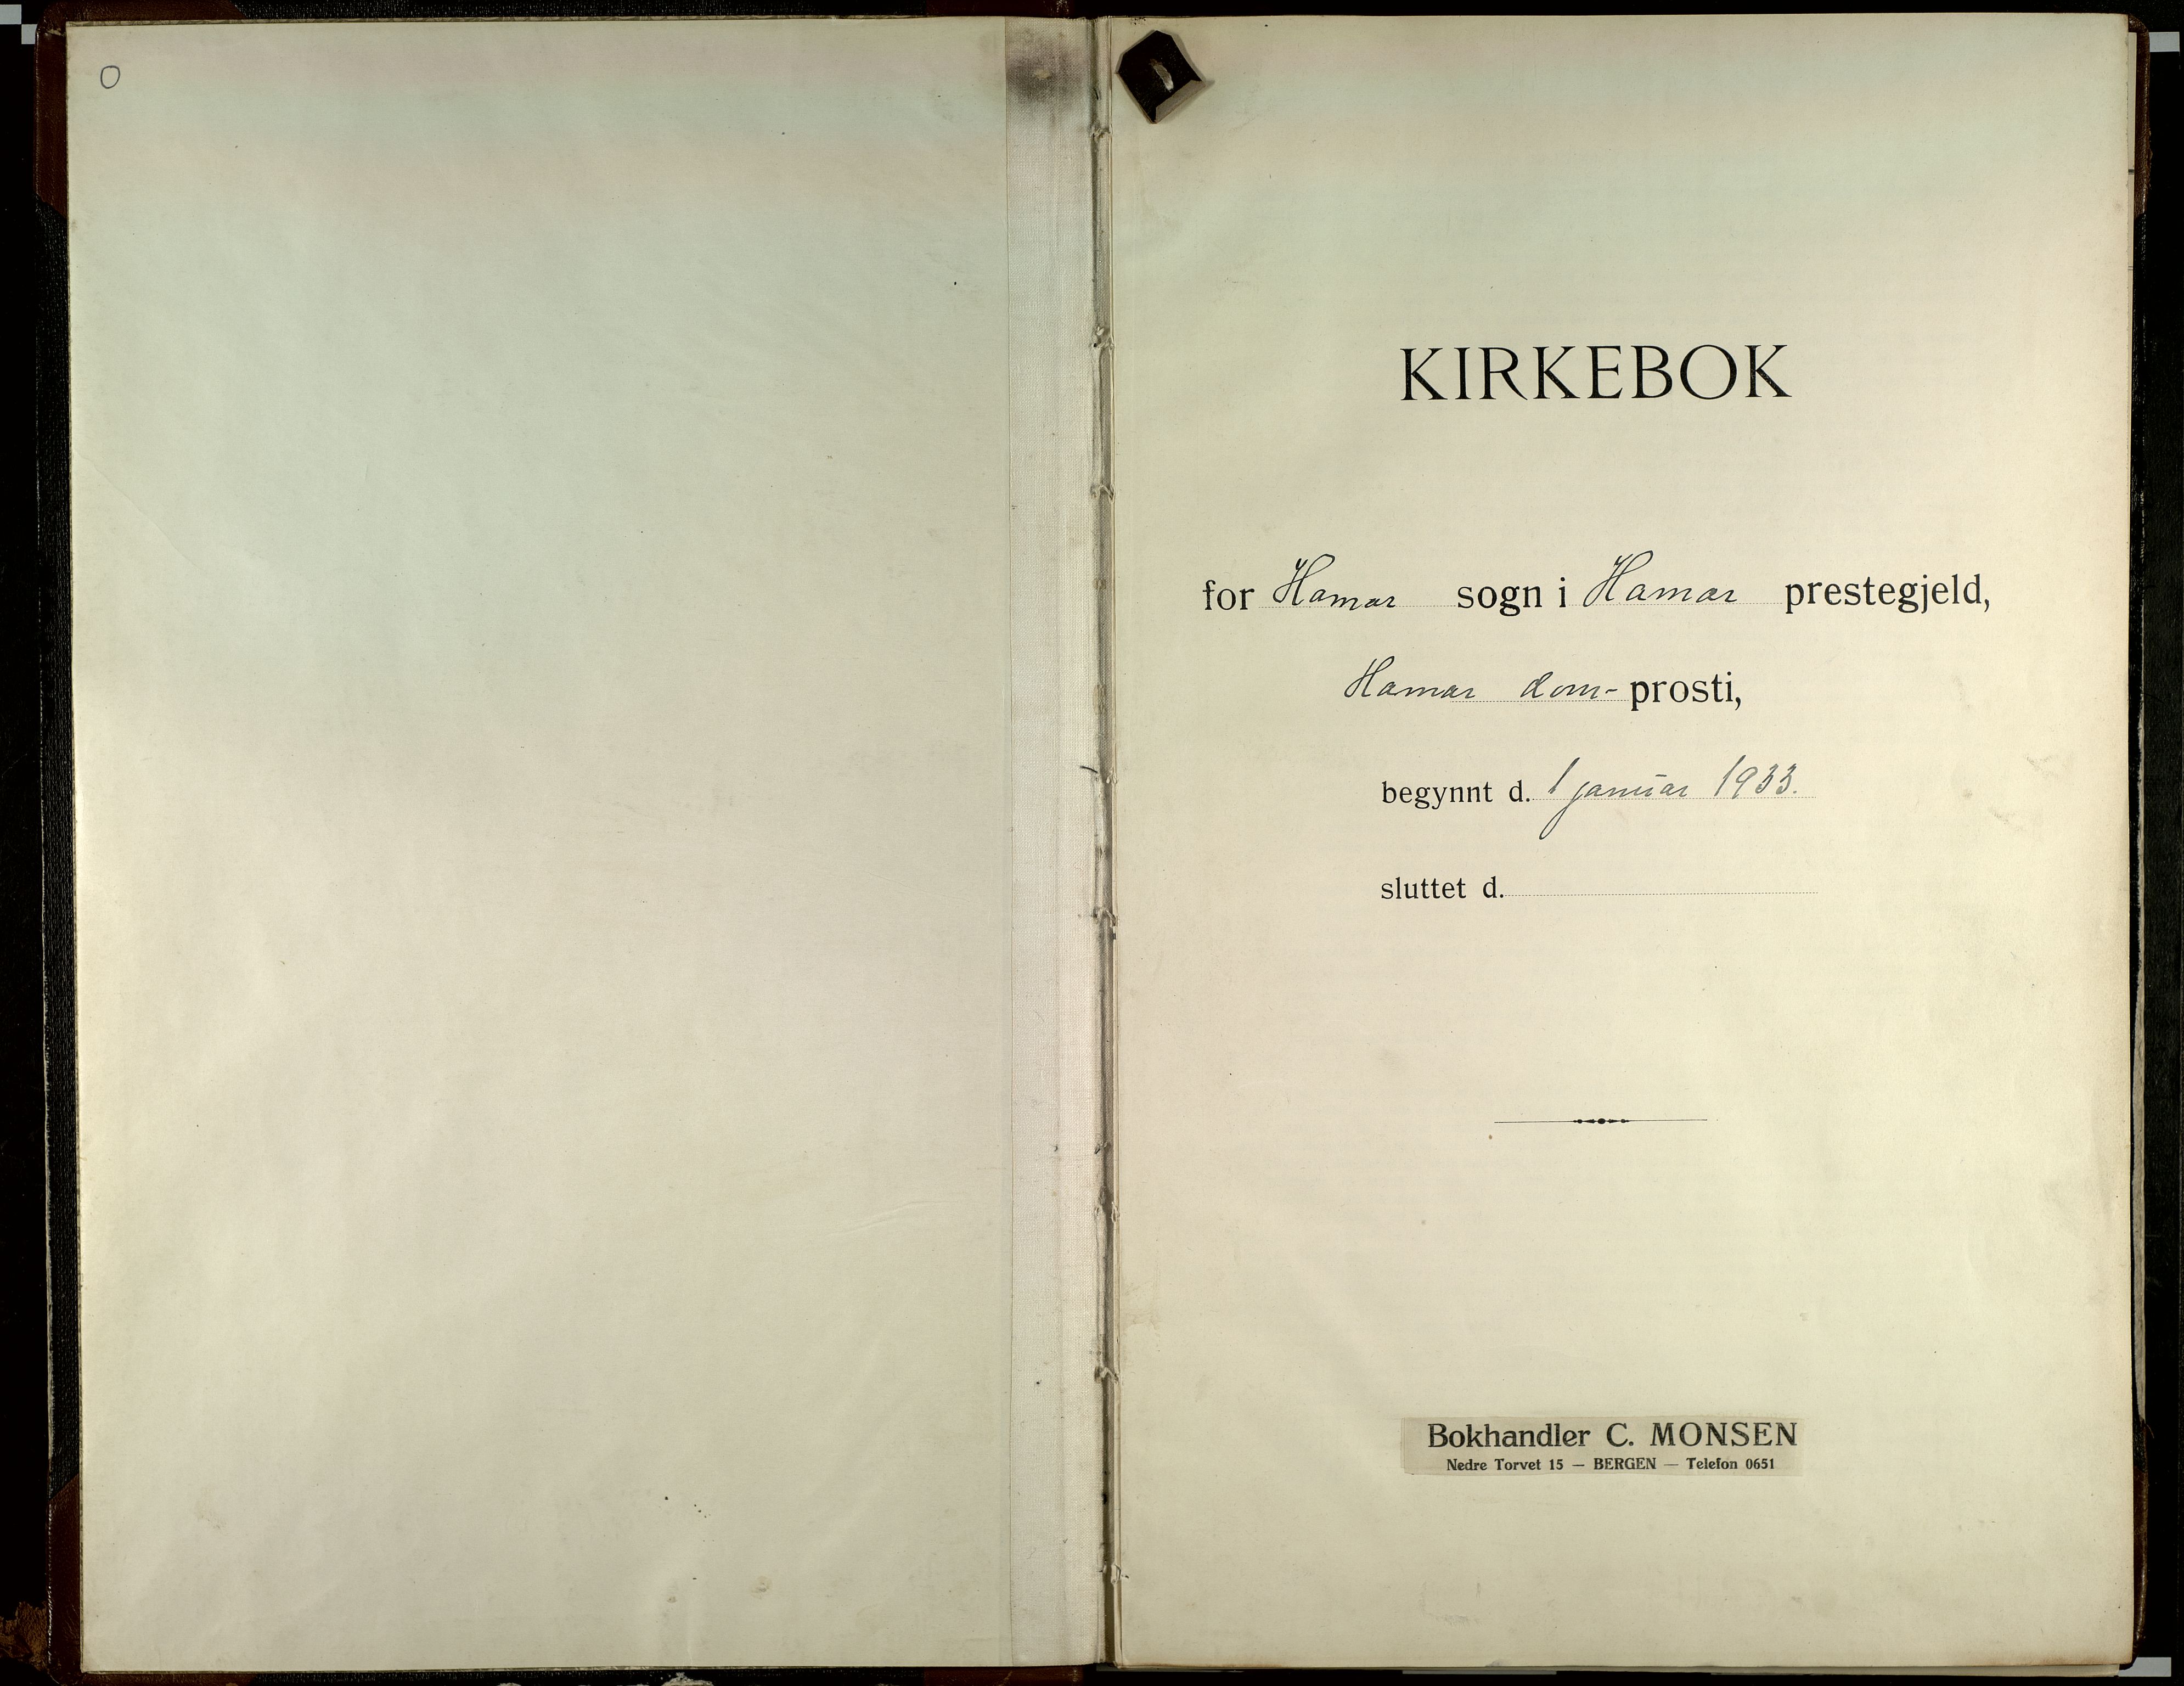 0
KIRKEBOK
for Hamar sogn i Hamar prestegjeld,
Hamar dom- prosti,
begynnt d. 1 januar 1933.
sluttet d.
Bokhandler C. MONSEN
Nedre Torvet 15 — BERGEN — Telefon 0651